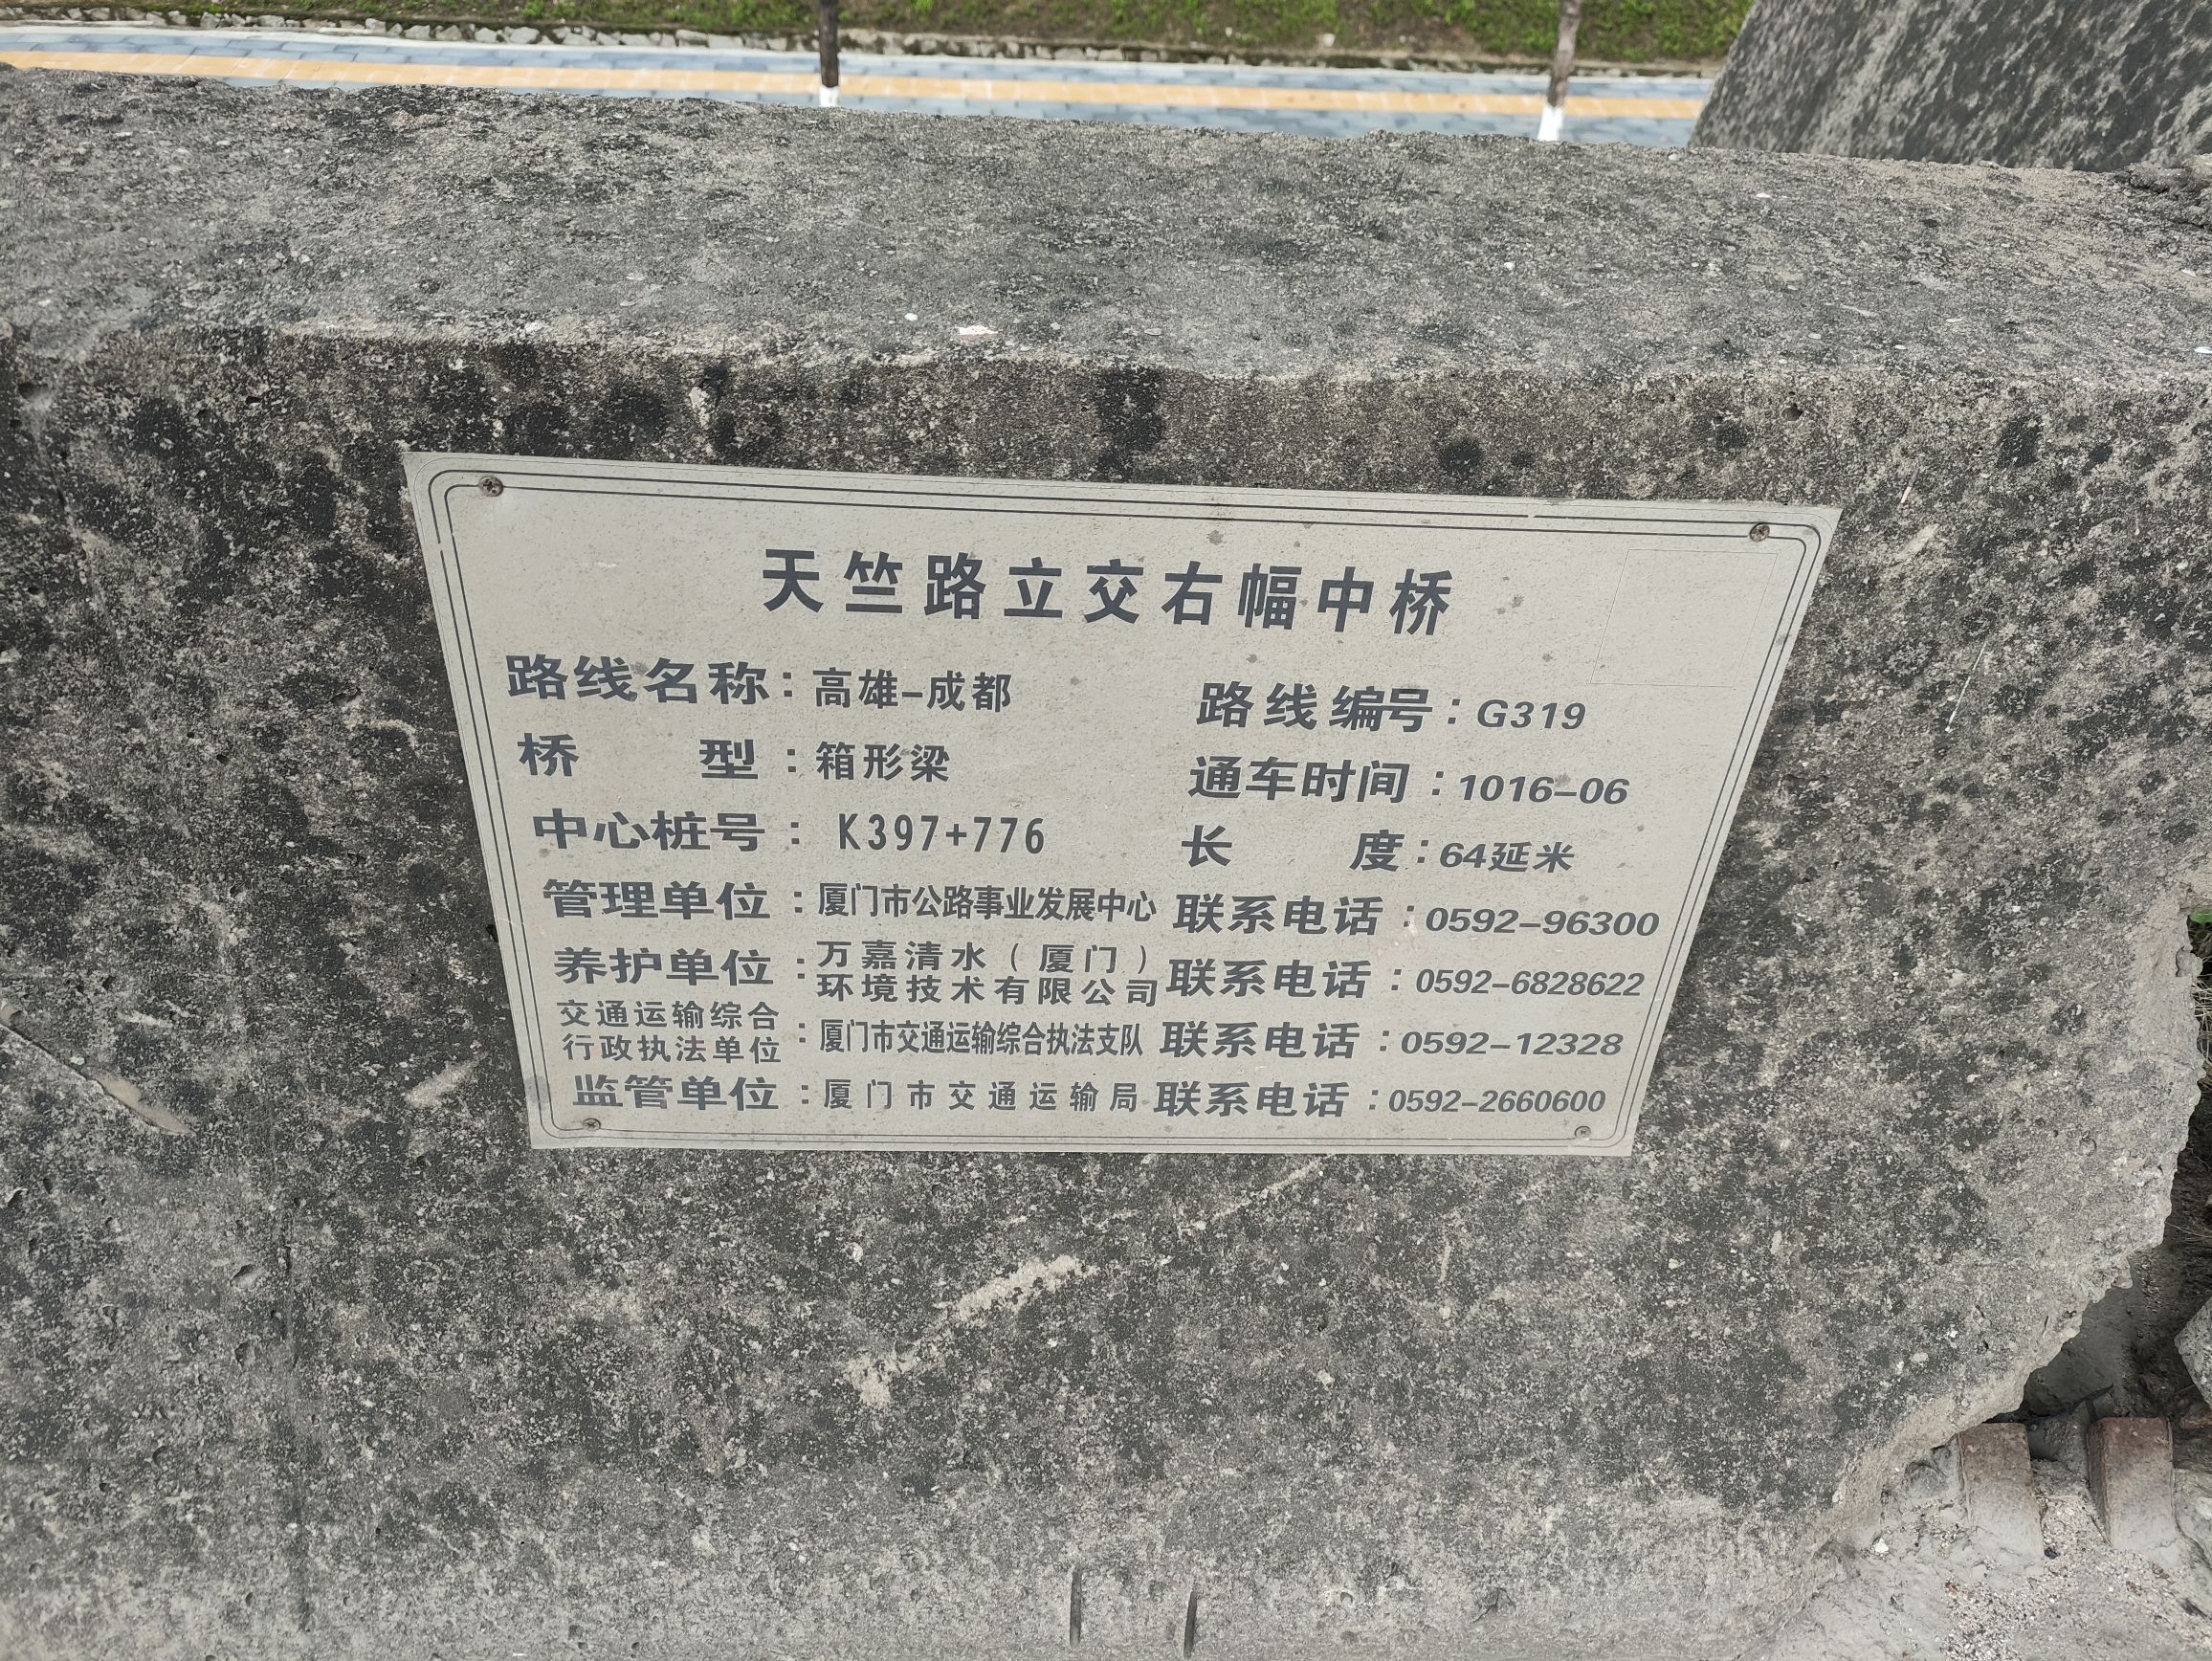 天竺路立交右幅中桥
路线名称：高雄-成都 路线编号：G319
桥 型：箱形梁 通车时间：1016-06
中心桩号：K397+776 长 度：64延米
管理单位：厦门市公路事业发展中心 联系电话：0592-96300
养护单位：万嘉清水（厦门）
环境技术有限公司 联系电话：0592-6828622
交通运输综合
行政执法单位：厦门市交通运输综合执法支队 联系电话：0592-12328
监管单位：厦门市交通运输局 联系电话：0592-2660600